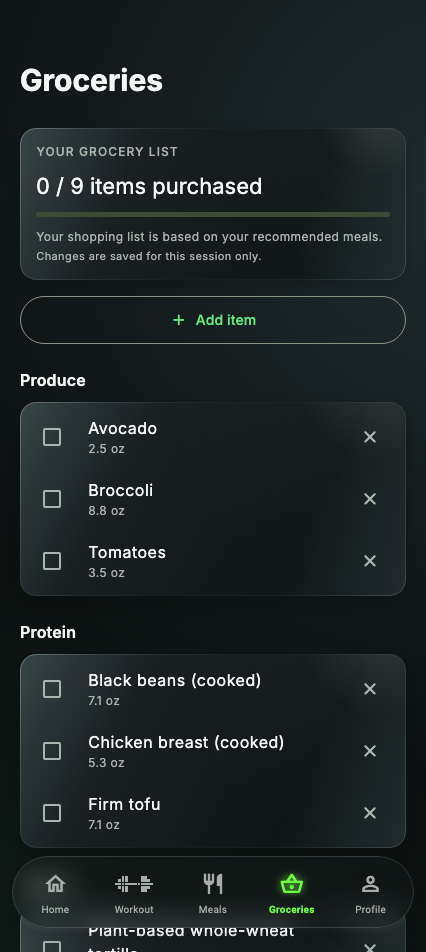 Groceries
YOUR GROCERY LIST
0 / 9 items purchased
Your shopping list is based on your recommended meals.
Changes are saved for this session only.
+ Add item
Produce
Avocado
2.5 oz
Broccoli
8.8 oz
Tomatoes
3.5 oz
Protein
Black beans (cooked)
7.1 oz
Chicken breast (cooked)
5.3 oz
Firm tofu
7.1 oz
Home Workout Meals Groceries Profile
Plant-based whole-wheat
tortilla